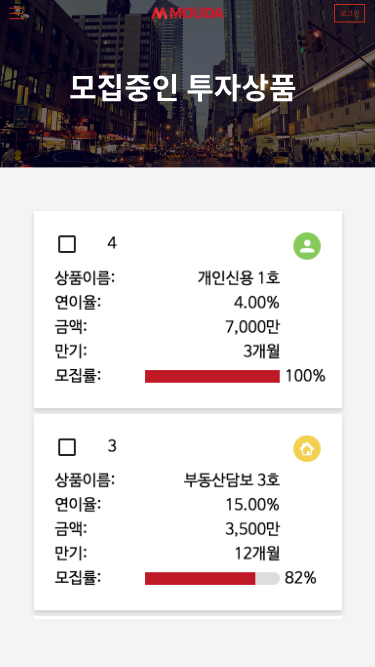 MOUDA
로그인
모집중인 투자상품
4
상품이름: 개인신용 1호
연이율: 4.00%
금액: 7,000만
만기: 3개월
모집률: 100%
3
상품이름: 부동산담보 3호
연이율: 15.00%
금액: 3,500만
만기: 12개월
모집률: 82%